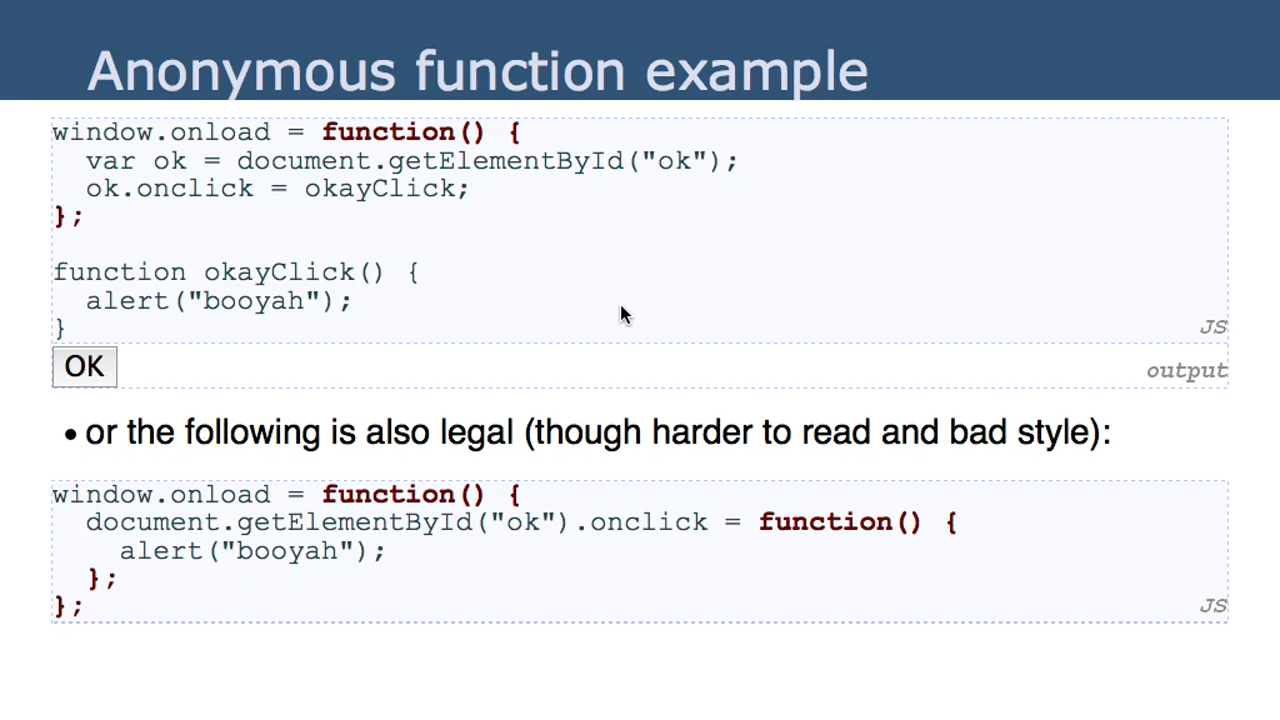 Anonymous function example
window.onload = function() {
  var ok = document.getElementById("ok");
  ok.onclick = okayClick;
};
function okayClick() {
  alert("booyah");
}
JS
OK
output
• or the following is also legal (though harder to read and bad style):
window.onload = function() {
  document.getElementById("ok").onclick = function() {
    alert("booyah");
  };
};
JS